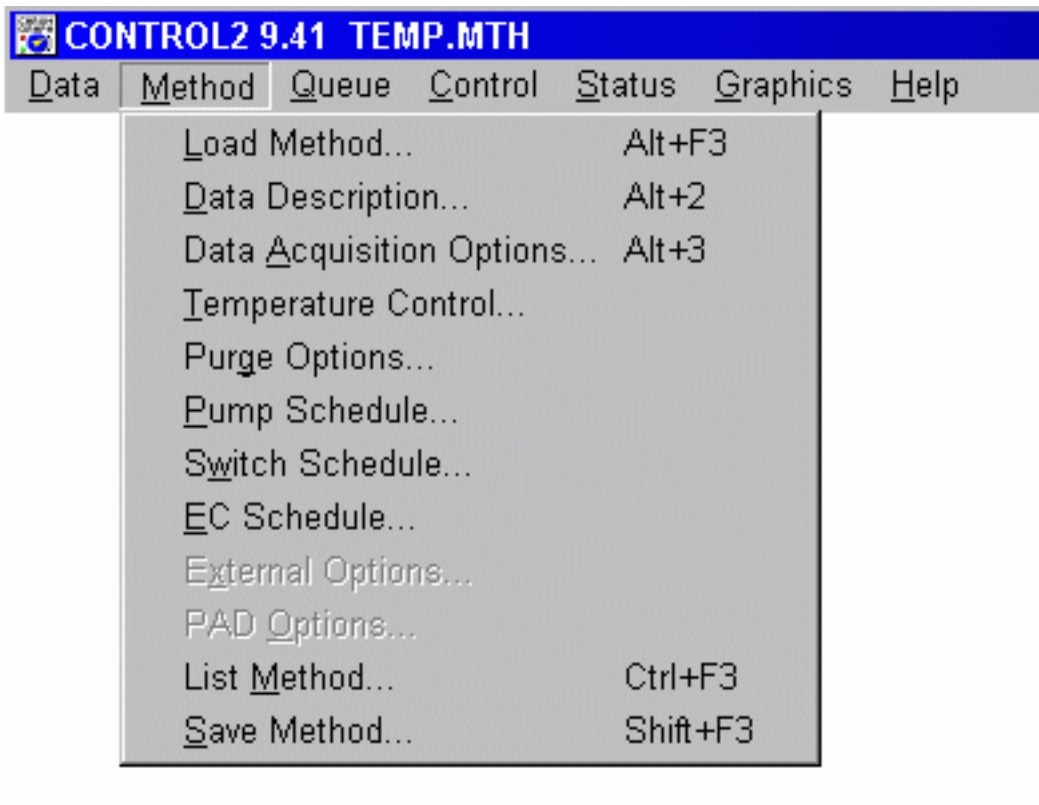 CONTROL2 9.41 TEMP.MTH
Data Method Queue Control Status Graphics Help
Load Method... Alt+F3
Data Description... Alt+2
Data Acquisition Options... Alt+3
Temperature Control...
Purge Options...
Pump Schedule...
Switch Schedule...
EC Schedule...
External Options...
PAD Options...
List Method... Ctrl+F3
Save Method... Shift+F3